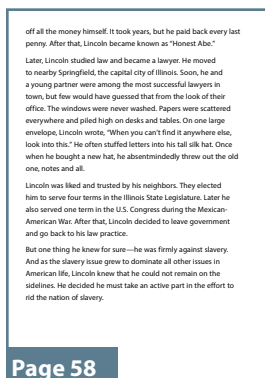 off all the money himself. It took years, but he paid back every last
penny. After that, Lincoln became known as “Honest Abe.”
Later, Lincoln studied law and became a lawyer. He moved
to nearby Springfield, the capital city of Illinois. Soon, he and
a young partner were among the most successful lawyers in
town, but few would have guessed that from the look of their
office. The windows were never washed. Papers were scattered
everywhere and piled high on desks and tables. On one large
envelope, Lincoln wrote, “When you can’t find it anywhere else,
look into this.” He often stuffed letters into his tall silk hat. Once
when he bought a new hat, he absentmindedly threw out the old
one, notes and all.
Lincoln was liked and trusted by his neighbors. They elected
him to serve four terms in the Illinois State Legislature. Later he
also served one term in the U.S. Congress during the Mexican-
American War. After that, Lincoln decided to leave government
and go back to his law practice.
But one thing he knew for sure—he was firmly against slavery.
And as the slavery issue grew to dominate all other issues in
American life, Lincoln knew that he could not remain on the
sidelines. He decided he must take an active part in the effort to
rid the nation of slavery.
Page 58